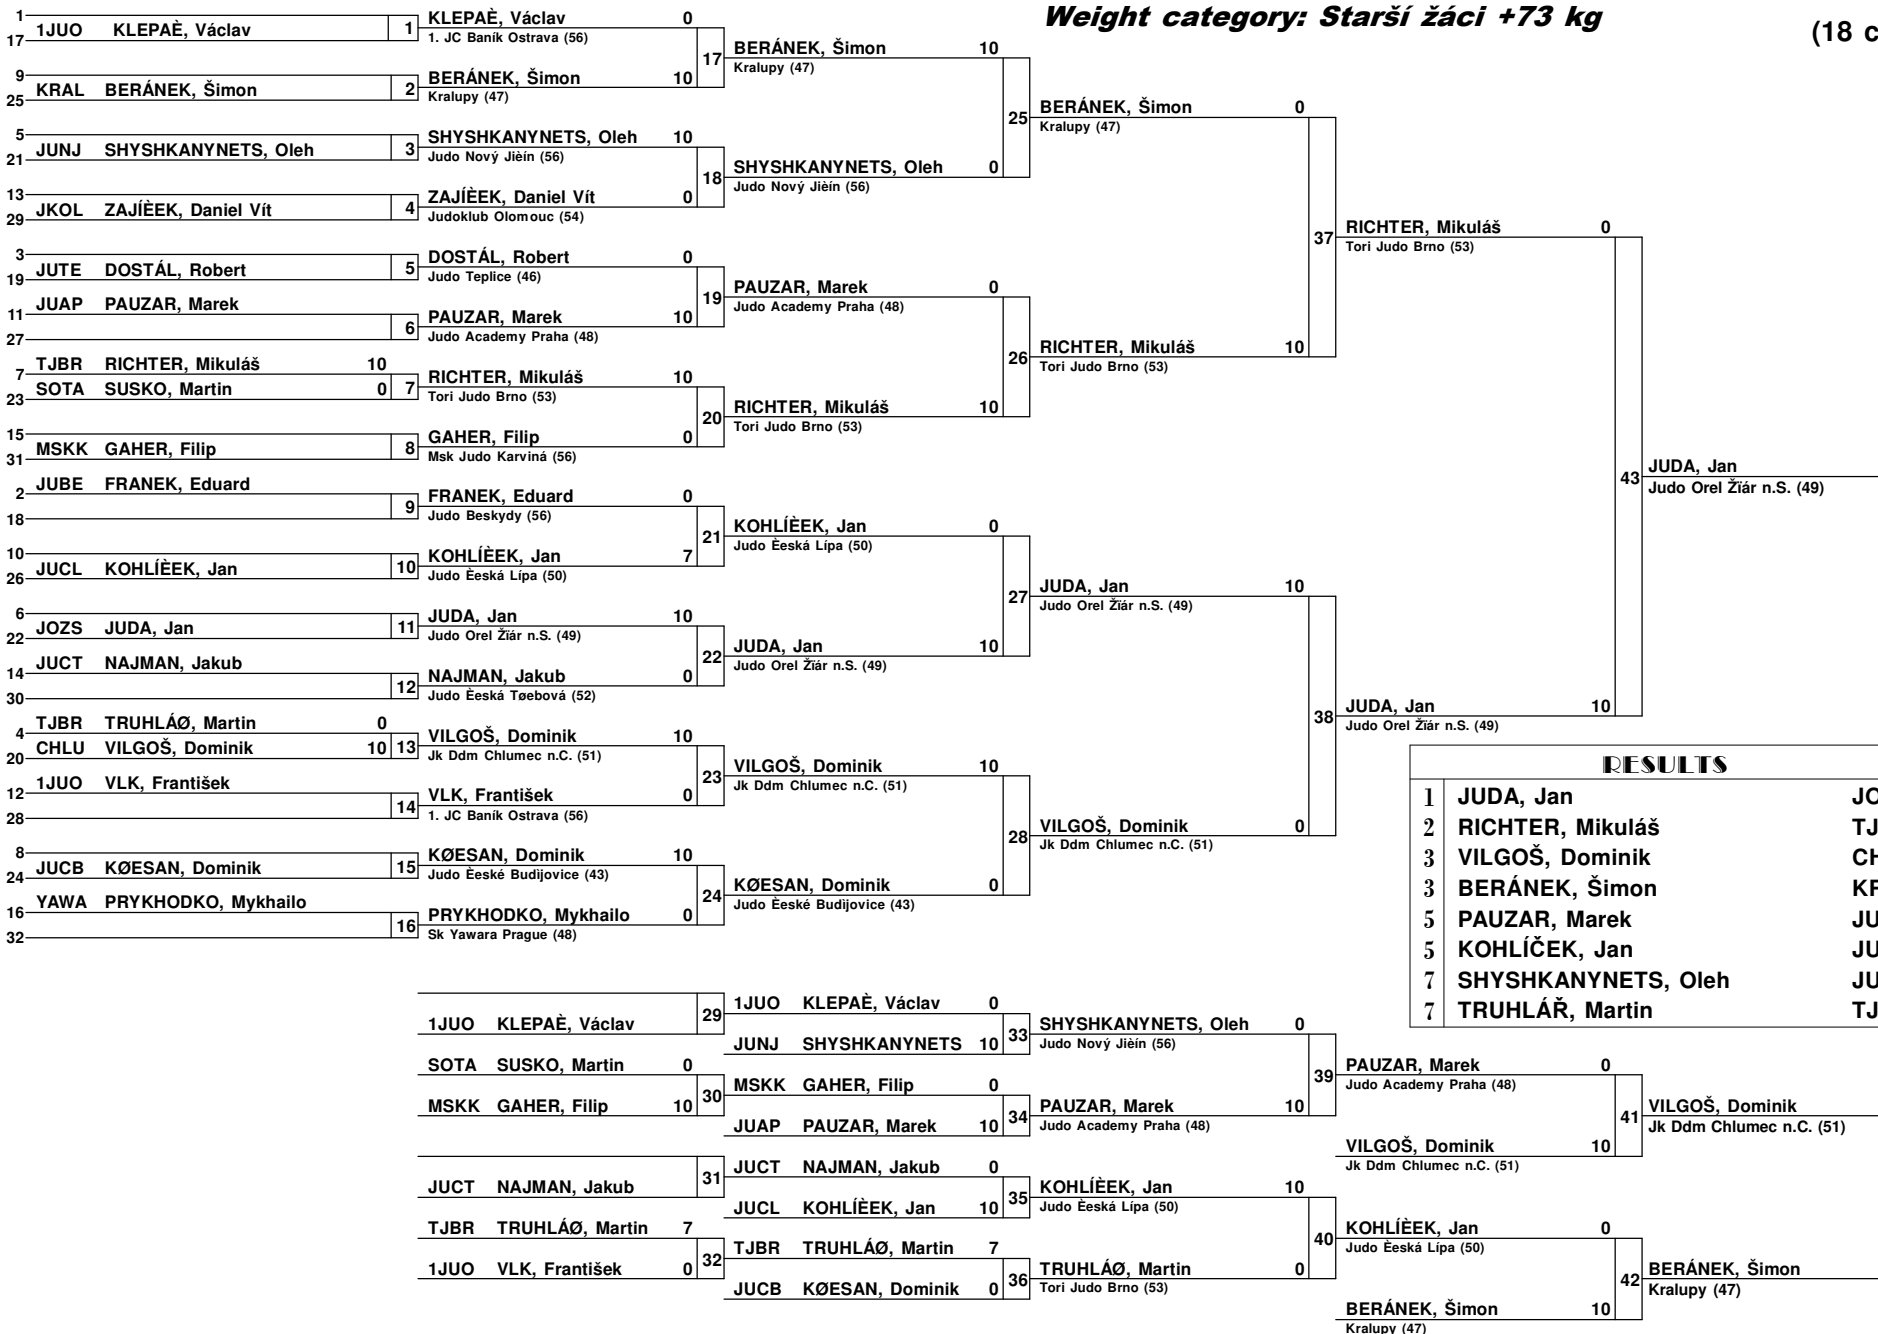 Weight category: Starší žáci +73 kg
(18 c
1
17
1JUO KLEPAÈ, Václav 1
9
25
KRAL BERÁNEK, Šimon 2
5
21
JUNJ SHYSHKANYNETS, Oleh 3
13
29
JKOL ZAJÍÈEK, Daniel Vít 4
3
19
JUTE DOSTÁL, Robert 5
JUAP PAUZAR, Marek
11
27
6
TJBR RICHTER, Mikuláš 10
7
SOTA SUSKO, Martin 0 7
23
15
31
MSKK GAHER, Filip 8
JUBE FRANEK, Eduard
2
18
9
10
26
JUCL KOHLÍÈEK, Jan 10
6
22
JOZS JUDA, Jan 11
JUCT NAJMAN, Jakub
14
30
12
TJBR TRUHLÁØ, Martin 0
4
CHLU VILGOŠ, Dominik 10 13
20
1JUO VLK, František
12
28
14
8
24
JUCB KØESAN, Dominik 15
YAWA PRYKHODKO, Mykhailo
16
32
16
KLEPAÈ, Václav 0
1. JC Baník Ostrava (56)
17
BERÁNEK, Šimon 10
Kralupy (47)
SHYSHKANYNETS, Oleh 10
Judo Nový Jièín (56)
18
ZAJÍÈEK, Daniel Vít 0
Judoklub Olomouc (54)
DOSTÁL, Robert 0
Judo Teplice (46)
19
PAUZAR, Marek 10
Judo Academy Praha (48)
RICHTER, Mikuláš 10
Tori Judo Brno (53)
20
GAHER, Filip 0
Msk Judo Karviná (56)
FRANEK, Eduard 0
Judo Beskydy (56)
21
KOHLÍÈEK, Jan 7
Judo Èeská Lípa (50)
JUDA, Jan 10
Judo Orel Žïár n.S. (49)
22
NAJMAN, Jakub 0
Judo Èeská Tøebová (52)
VILGOŠ, Dominik 10
Jk Ddm Chlumec n.C. (51)
23
VLK, František 0
1. JC Baník Ostrava (56)
KØESAN, Dominik 10
Judo Èeské Budìjovice (43)
24
PRYKHODKO, Mykhailo 0
Sk Yawara Prague (48)
BERÁNEK, Šimon 10
Kralupy (47)
25
SHYSHKANYNETS, Oleh 0
Judo Nový Jièín (56)
PAUZAR, Marek 0
Judo Academy Praha (48)
26
RICHTER, Mikuláš 10
Tori Judo Brno (53)
KOHLÍÈEK, Jan 0
Judo Èeská Lípa (50)
27
JUDA, Jan 10
Judo Orel Žïár n.S. (49)
VILGOŠ, Dominik 10
Jk Ddm Chlumec n.C. (51)
28
KØESAN, Dominik 0
Judo Èeské Budìjovice (43)
BERÁNEK, Šimon 0
Kralupy (47)
37
RICHTER, Mikuláš 10
Tori Judo Brno (53)
JUDA, Jan 10
Judo Orel Žïár n.S. (49)
38
VILGOŠ, Dominik 0
Jk Ddm Chlumec n.C. (51)
RICHTER, Mikuláš 0
Tori Judo Brno (53)
43
JUDA, Jan 10
Judo Orel Žïár n.S. (49)
JUDA, Jan
Judo Orel Žïár n.S. (49)
RESULTS
1 JUDA, Jan JO
2 RICHTER, Mikuláš TJ
3 VILGOŠ, Dominik CH
3 BERÁNEK, Šimon KR
5 PAUZAR, Marek JU
5 KOHLÍČEK, Jan JU
7 SHYSHKANYNETS, Oleh JU
7 TRUHLÁŘ, Martin TJ
29
1JUO KLEPAÈ, Václav
SOTA SUSKO, Martin 0
30
MSKK GAHER, Filip 10
31
JUCT NAJMAN, Jakub
TJBR TRUHLÁØ, Martin 7
32
1JUO VLK, František 0
1JUO KLEPAÈ, Václav 0
33
JUNJ SHYSHKANYNETS 10
MSKK GAHER, Filip 0
34
JUAP PAUZAR, Marek 10
JUCT NAJMAN, Jakub 0
35
JUCL KOHLÍÈEK, Jan 10
TJBR TRUHLÁØ, Martin 7
36
JUCB KØESAN, Dominik 0
SHYSHKANYNETS, Oleh 0
Judo Nový Jièín (56)
39
PAUZAR, Marek 10
Judo Academy Praha (48)
KOHLÍÈEK, Jan 10
Judo Èeská Lípa (50)
40
TRUHLÁØ, Martin 0
Tori Judo Brno (53)
PAUZAR, Marek 0
Judo Academy Praha (48)
41
VILGOŠ, Dominik 10
Jk Ddm Chlumec n.C. (51)
KOHLÍÈEK, Jan 0
Judo Èeská Lípa (50)
42
BERÁNEK, Šimon 10
Kralupy (47)
VILGOŠ, Dominik
Jk Ddm Chlumec n.C. (51)
BERÁNEK, Šimon
Kralupy (47)